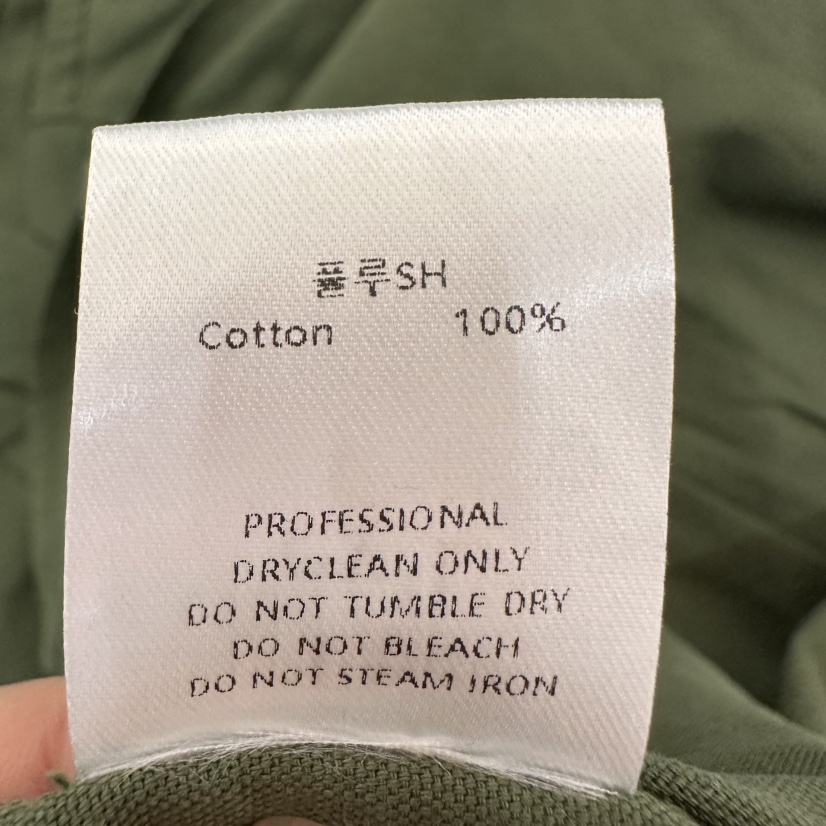 풀루SH
Cotton 100%
PROFESSIONAL
DRYCLEAN ONLY
DO NOT TUMBLE DRY
DO NOT BLEACH
DO NOT STEAM IRON